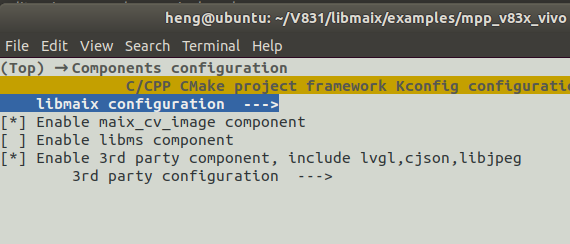 heng@ubuntu: ~/V831/libmaix/examples/mpp_v83x_vivo
File Edit View Search Terminal Help
(Top) → Components configuration
C/CPP CMake project framework Kconfig
libmaix configuration --->
[*] Enable maix_cv_image component
[ ] Enable libms component
[*] Enable 3rd party component, include lvgl,cjson,libjpeg
3rd party configuration --->